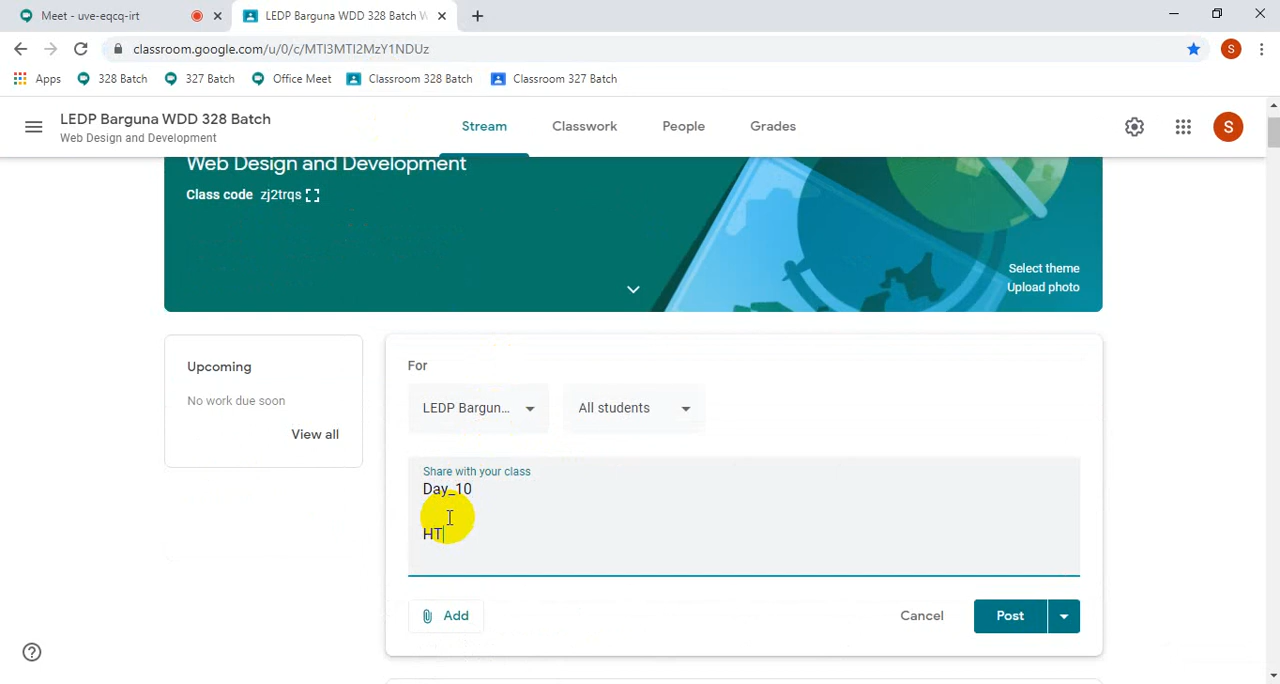 Meet - uve-eqcq-irt
LEDP Barguna WDD 328 Batch W
classroom.google.com/u/0/c/MTI3MTI2MzY1NDUz
S
Apps
328 Batch
327 Batch
Office Meet
Classroom 328 Batch
Classroom 327 Batch
LEDP Barguna WDD 328 Batch
Web Design and Development
Stream
Classwork
People
Grades
S
Web Design and Development
Class code zj2trqs
Select theme
Upload photo
Upcoming
No work due soon
View all
For
LEDP Bargun...
All students
Share with your class
Day_10
HT
Add
Cancel
Post